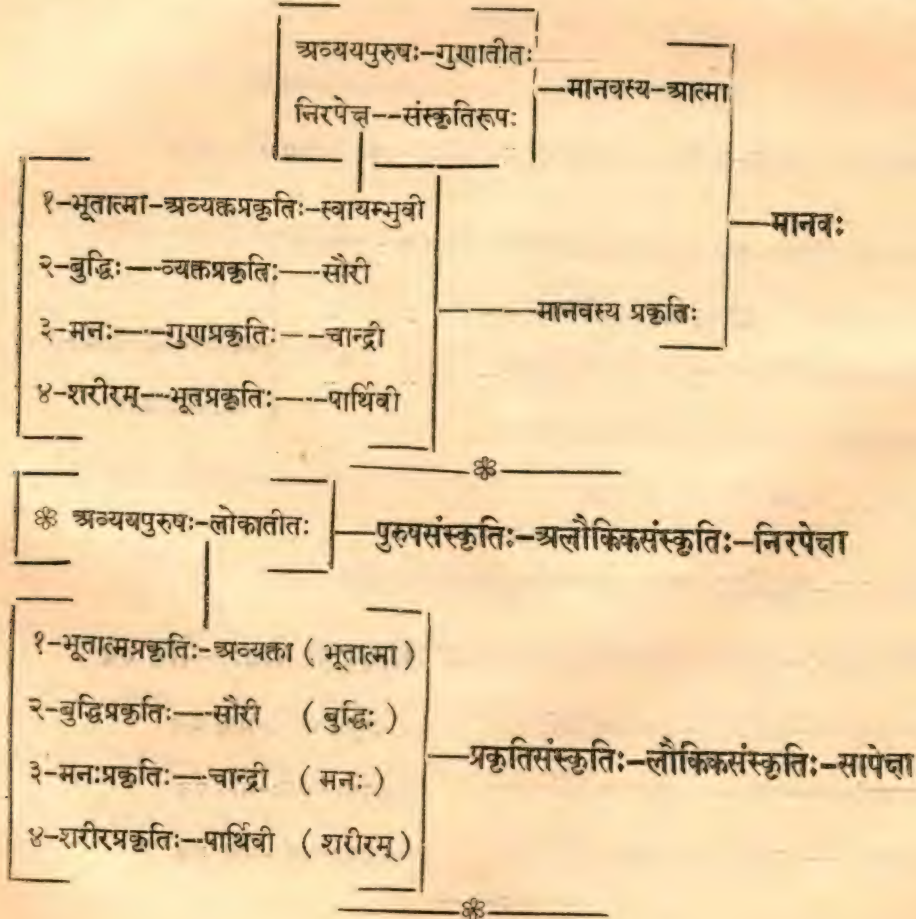 अव्ययपुरुषः-गुणातीतः
निरपेक्ष--संस्कृतिरूपः
—मानवस्य-आत्मा
१-भूतात्मा-अव्यक्तप्रकृतिः-स्वायम्भुवी
२-बुद्धिः--व्यक्तप्रकृतिः--सौरी
३-मनः--गुणप्रकृतिः--चान्द्री
४-शरीरम्--भूतप्रकृतिः--पार्थिवी
—मानवस्य प्रकृतिः
—मानवः
❀ अव्ययपुरुषः-लोकातीतः
—पुरुषसंस्कृतिः-अलौकिकसंस्कृतिः-निरपेक्षा
१-भूतात्मप्रकृतिः-अव्यक्ता ( भूतात्मा )
२-बुद्धिप्रकृतिः--सौरी ( बुद्धिः )
३-मनःप्रकृतिः--चान्द्री ( मनः )
४-शरीरप्रकृतिः--पार्थिवी ( शरीरम् )
—प्रकृतिसंस्कृतिः-लौकिकसंस्कृतिः-सापेक्षा